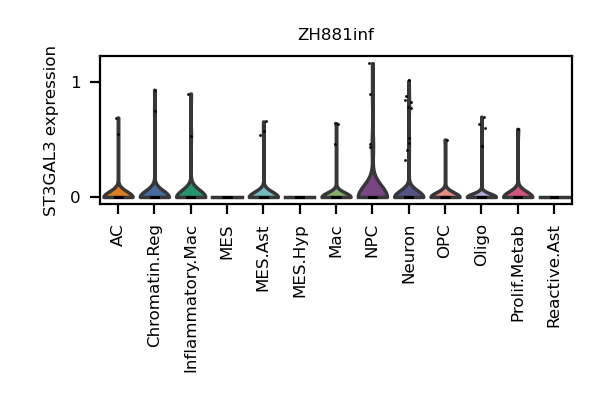 ZH881inf
ST3GAL3 expression
1
0
AC
Chromatin.Reg
Inflammatory.Mac
MES
MES.Ast
MES.Hyp
Mac
NPC
Neuron
OPC
Oligo
Prolif.Metab
Reactive.Ast